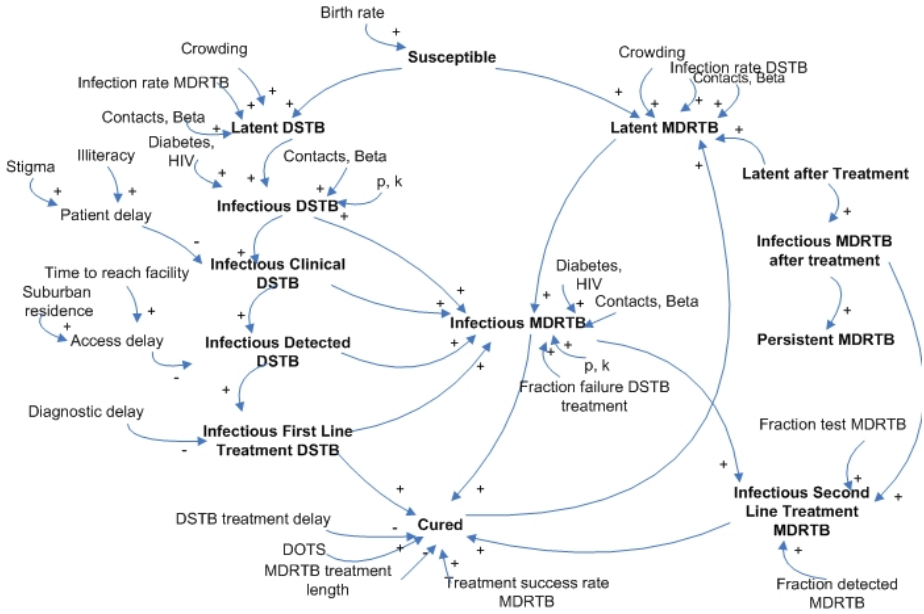 Birth rate
+
Susceptible
Crowding
+
Infection rate MDRTB
+
+
Contacts, Beta
+
Latent DSTB
Crowding
Infection rate DSTB
Contacts, Beta
+
+
+
+
Latent MDRTB
+
+
Diabetes,
HIV
+
+
Contacts, Beta
+
p, k
Infectious DSTB
+
Stigma
Illiteracy
+
+
Patient delay
-
Latent after Treatment
+
Infectious MDRTB
after treatment
+
Persistent MDRTB
+
Infectious Clinical
DSTB
Time to reach facility
Suburban
residence
+
+
Access delay
-
+
Infectious Detected
DSTB
Diabetes,
HIV
+
+
+
+
Contacts, Beta
Infectious MDRTB
+
+
+
+
p, k
Fraction failure DSTB
treatment
+
Diagnostic delay
-
Infectious First Line
Treatment DSTB
Fraction test MDRTB
+
+
+
Infectious Second
Line Treatment
MDRTB
+
Fraction detected
MDRTB
+
+
DSTB treatment delay
-
Cured
+
DOTS
+
MDRTB treatment
length
-
+
Treatment success rate
MDRTB